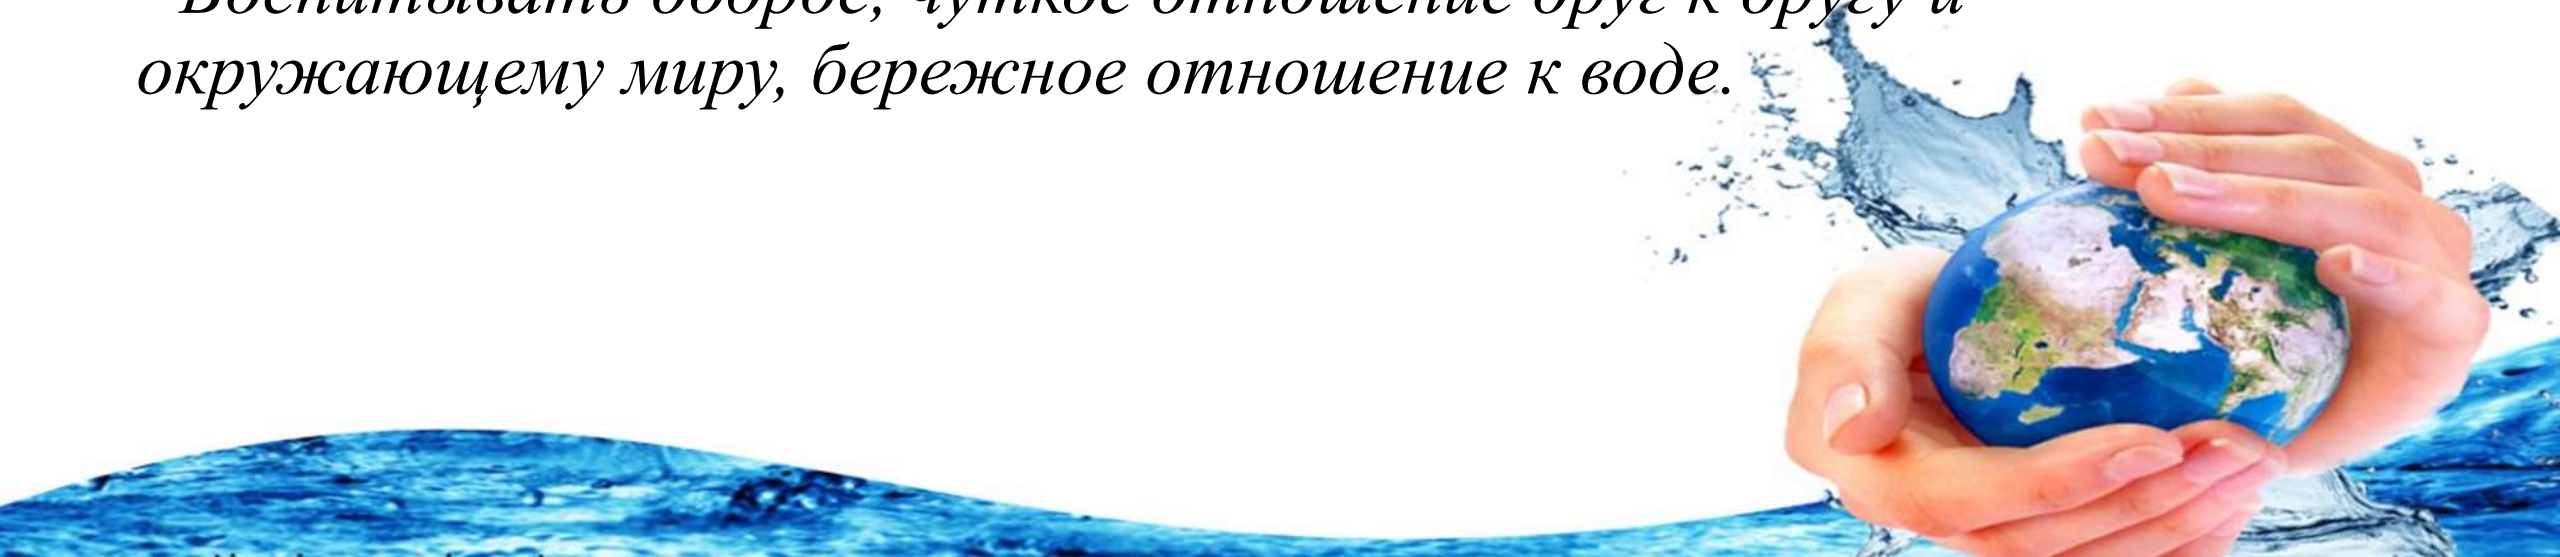 Воспитывать доброе, чуткое отношение друг к другу и
окружающему миру, бережное отношение к воде.